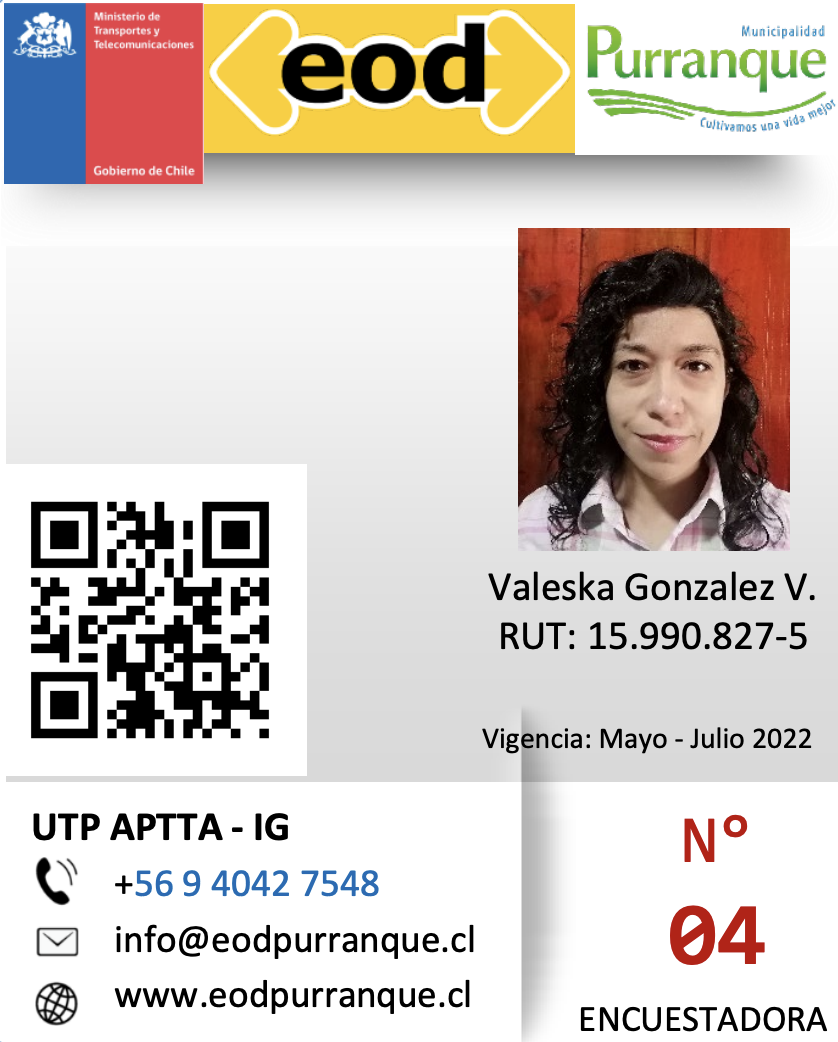 Ministerio de
Transportes y
Telecomunicaciones
Gobierno de Chile
eod
Municipalidad
Purranque
Cultivamos una vida mejor
Valeska Gonzalez V.
RUT: 15.990.827-5
Vigencia: Mayo - Julio 2022
UTP APTTA - IG
+56 9 4042 7548
info@eodpurranque.cl
www.eodpurranque.cl
N°
04
ENCUESTADORA